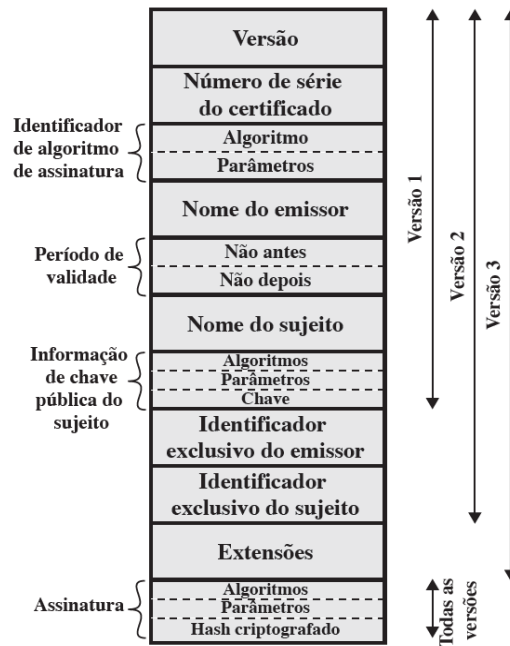 Versão
Número de série
do certificado
Identificador
de algoritmo
de assinatura
Algoritmo
Parâmetros
Nome do emissor
Período de
validade
Não antes
Não depois
Nome do sujeito
Informação
de chave
pública do
sujeito
Algoritmos
Parâmetros
Chave
Identificador
exclusivo do emissor
Identificador
exclusivo do sujeito
Extensões
Assinatura
Algoritmos
Parâmetros
Hash criptografado
Versão 1
Versão 2
Versão 3
Todas as
versões